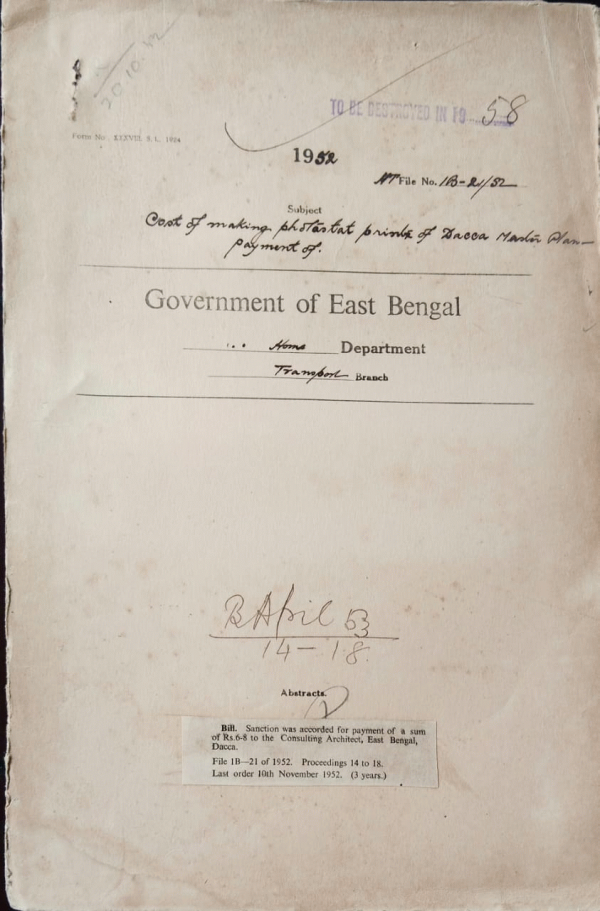 20.10.52
TO BE DESTROYED IN 19 58
Form No. XXXVIII. S. L. 1924
1952
HT File No. 1B-21/52
Subject
Cost of making photostat prints of Dacca Master Plan—
payment of.
Government of East Bengal
Home Department
Transport Branch
B April 53
14-18.
Abstracts.
Bill. Sanction was accorded for payment of a sum
of Rs.6-8 to the Consulting Architect, East Bengal,
Dacca.
File 1B—21 of 1952. Proceedings 14 to 18.
Last order 10th November 1952. (3 years.)